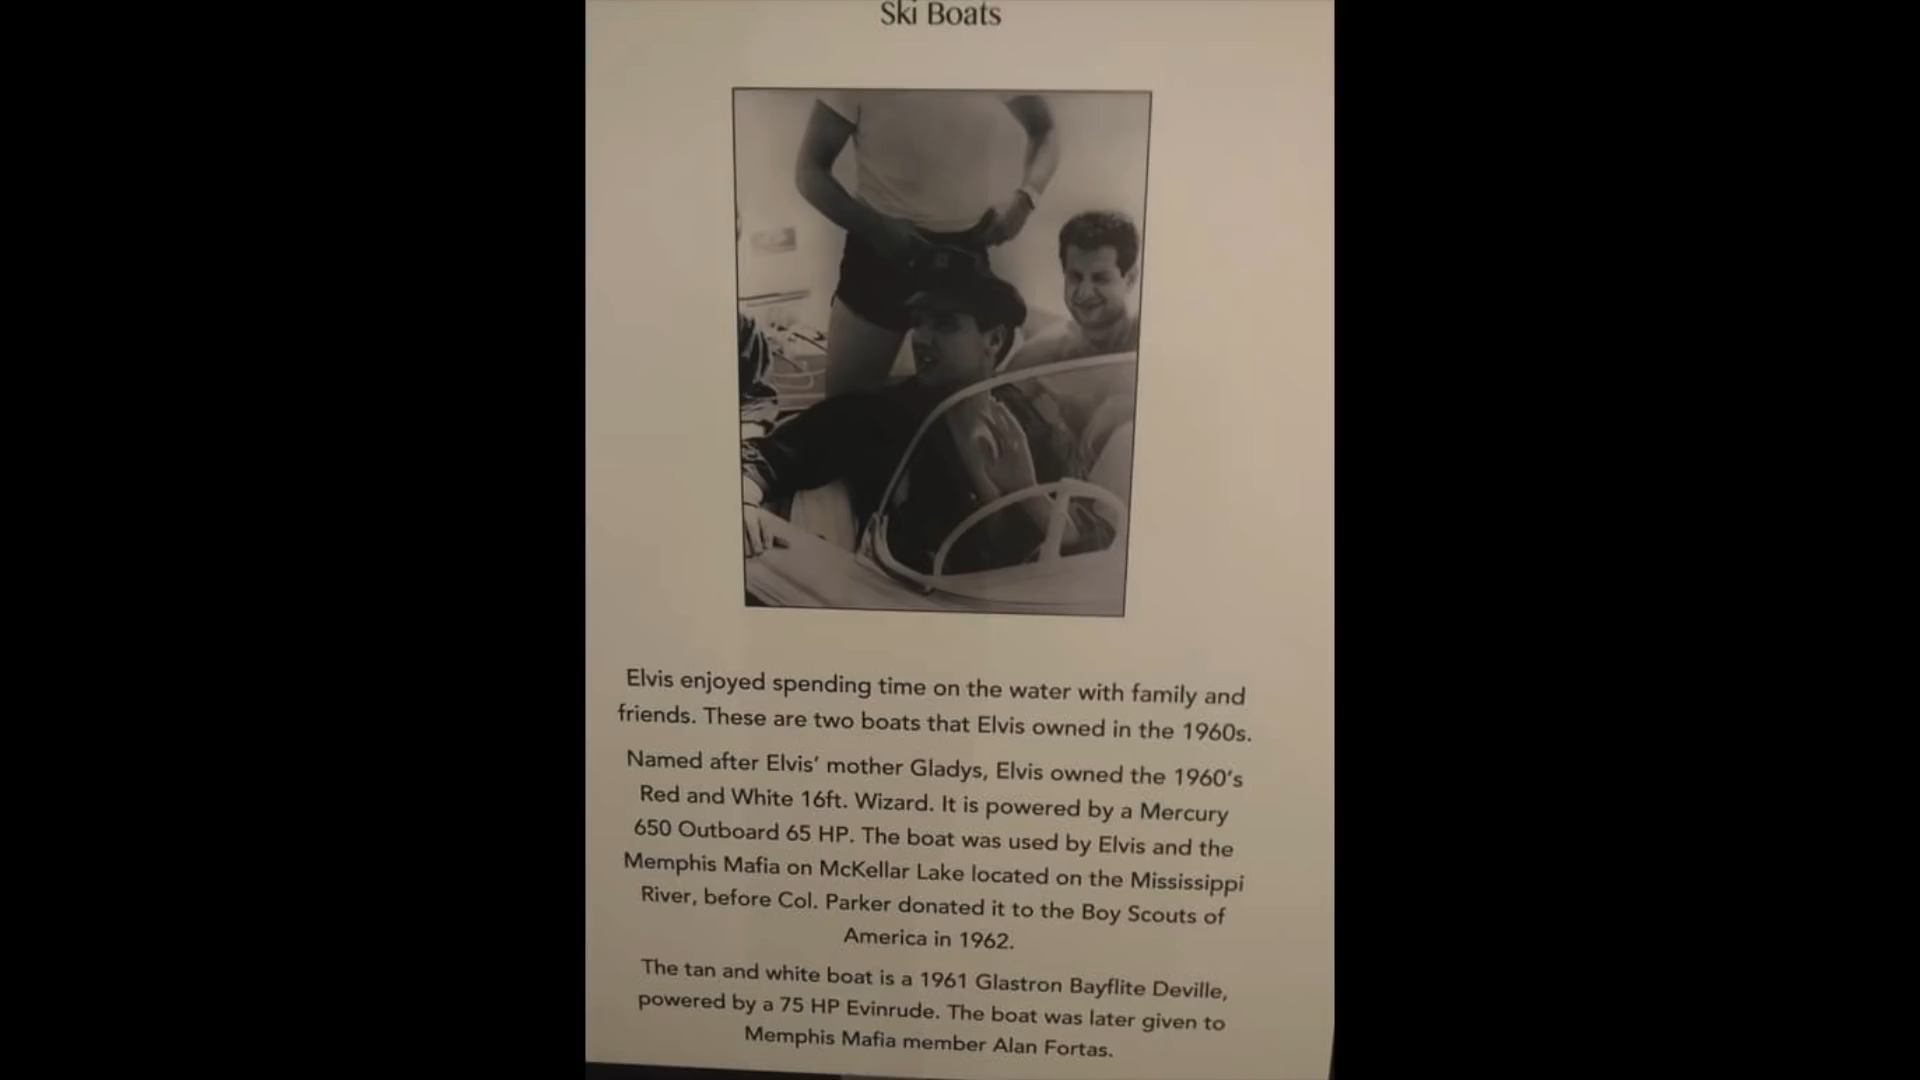 Ski Boats
Elvis enjoyed spending time on the water with family and
friends. These are two boats that Elvis owned in the 1960s.
Named after Elvis’ mother Gladys, Elvis owned the 1960’s
Red and White 16ft. Wizard. It is powered by a Mercury
650 Outboard 65 HP. The boat was used by Elvis and the
Memphis Mafia on McKellar Lake located on the Mississippi
River, before Col. Parker donated it to the Boy Scouts of
America in 1962.
The tan and white boat is a 1961 Glastron Bayflite Deville,
powered by a 75 HP Evinrude. The boat was later given to
Memphis Mafia member Alan Fortas.